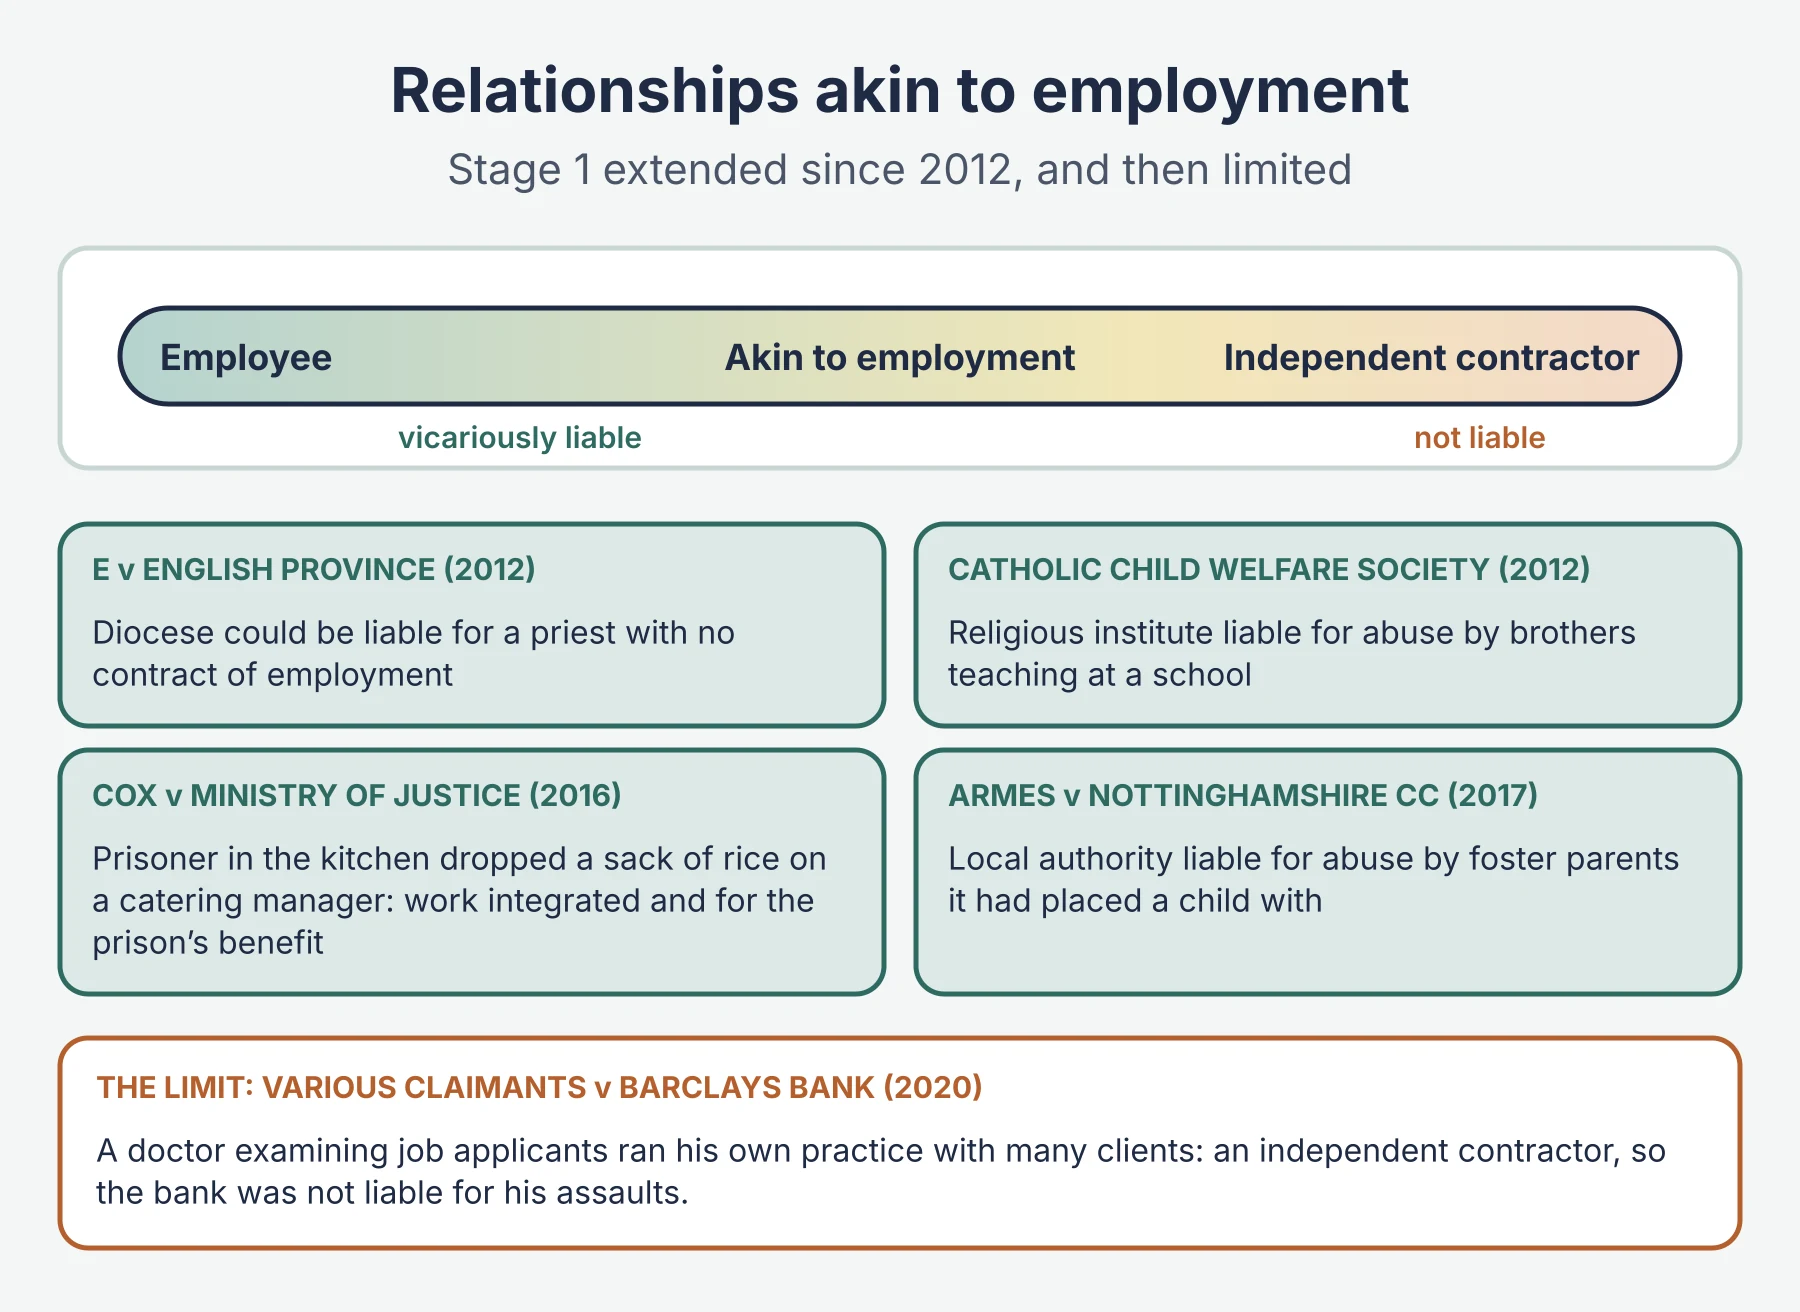 Relationships akin to employment
Stage 1 extended since 2012, and then limited
Employee
Akin to employment
Independent contractor
vicariously liable
not liable
E v ENGLISH PROVINCE (2012)
Diocese could be liable for a priest with no
contract of employment
CATHOLIC CHILD WELFARE SOCIETY (2012)
Religious institute liable for abuse by brothers
teaching at a school
COX v MINISTRY OF JUSTICE (2016)
Prisoner in the kitchen dropped a sack of rice on
a catering manager: work integrated and for the
prison’s benefit
ARMES v NOTTINGHAMSHIRE CC (2017)
Local authority liable for abuse by foster parents
it had placed a child with
THE LIMIT: VARIOUS CLAIMANTS v BARCLAYS BANK (2020)
A doctor examining job applicants ran his own practice with many clients: an independent contractor, so
the bank was not liable for his assaults.